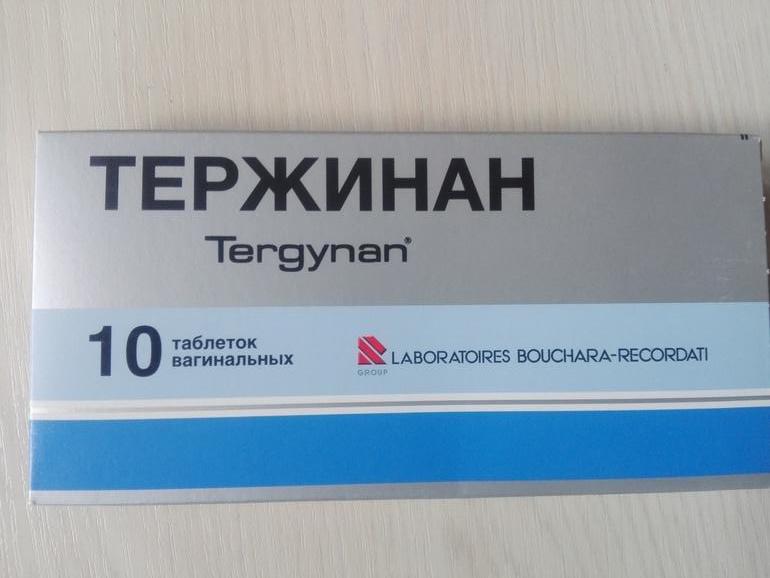 ТЕРЖИНАН
Tergynan®
10 таблеток
вагинальных
GROUP
LABORATOIRES BOUCHARA-RECORDATI